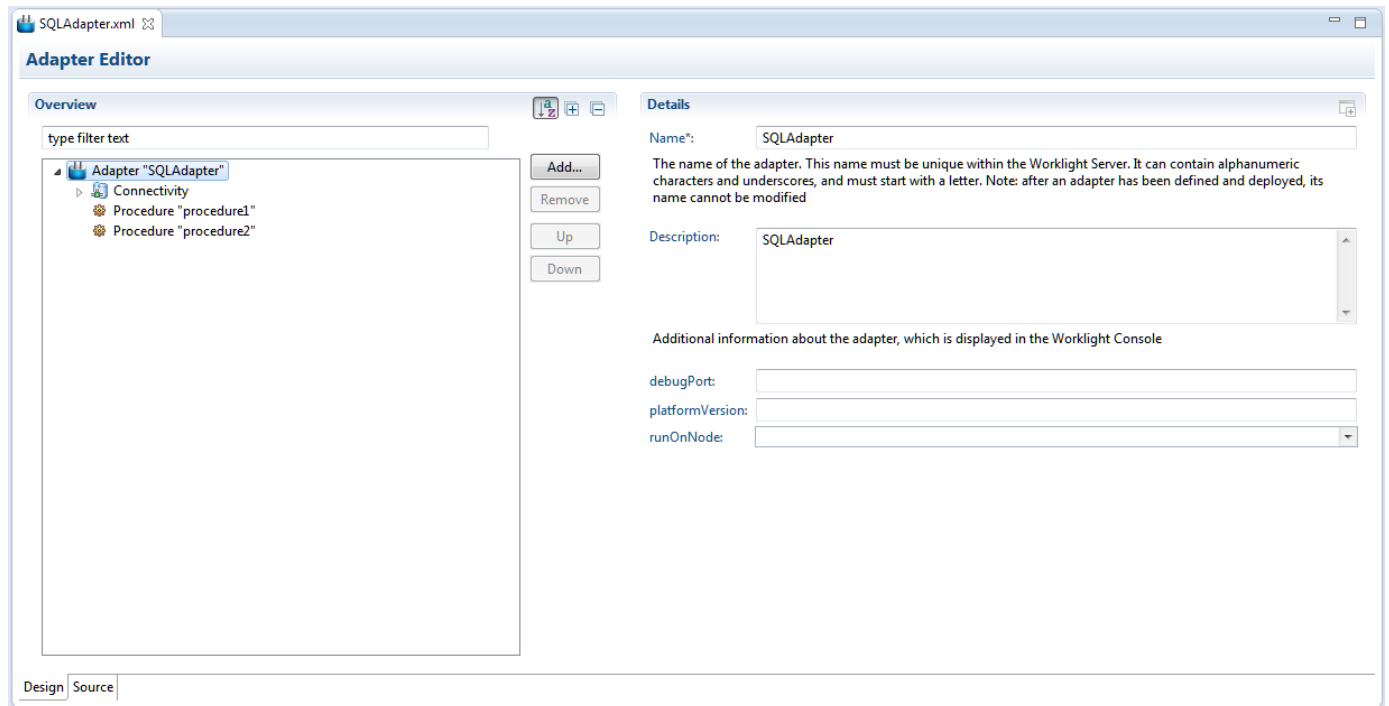 SQLAdapter.xml
Adapter Editor
Overview
type filter text
Adapter "SQLAdapter"
Connectivity
Procedure "procedure1"
Procedure "procedure2"
Add...
Remove
Up
Down
Details
Name*: SQLAdapter
The name of the adapter. This name must be unique within the Worklight Server. It can contain alphanumeric
characters and underscores, and must start with a letter. Note: after an adapter has been defined and deployed, its
name cannot be modified
Description: SQLAdapter
Additional information about the adapter, which is displayed in the Worklight Console
debugPort:
platformVersion:
runOnNode:
Design Source